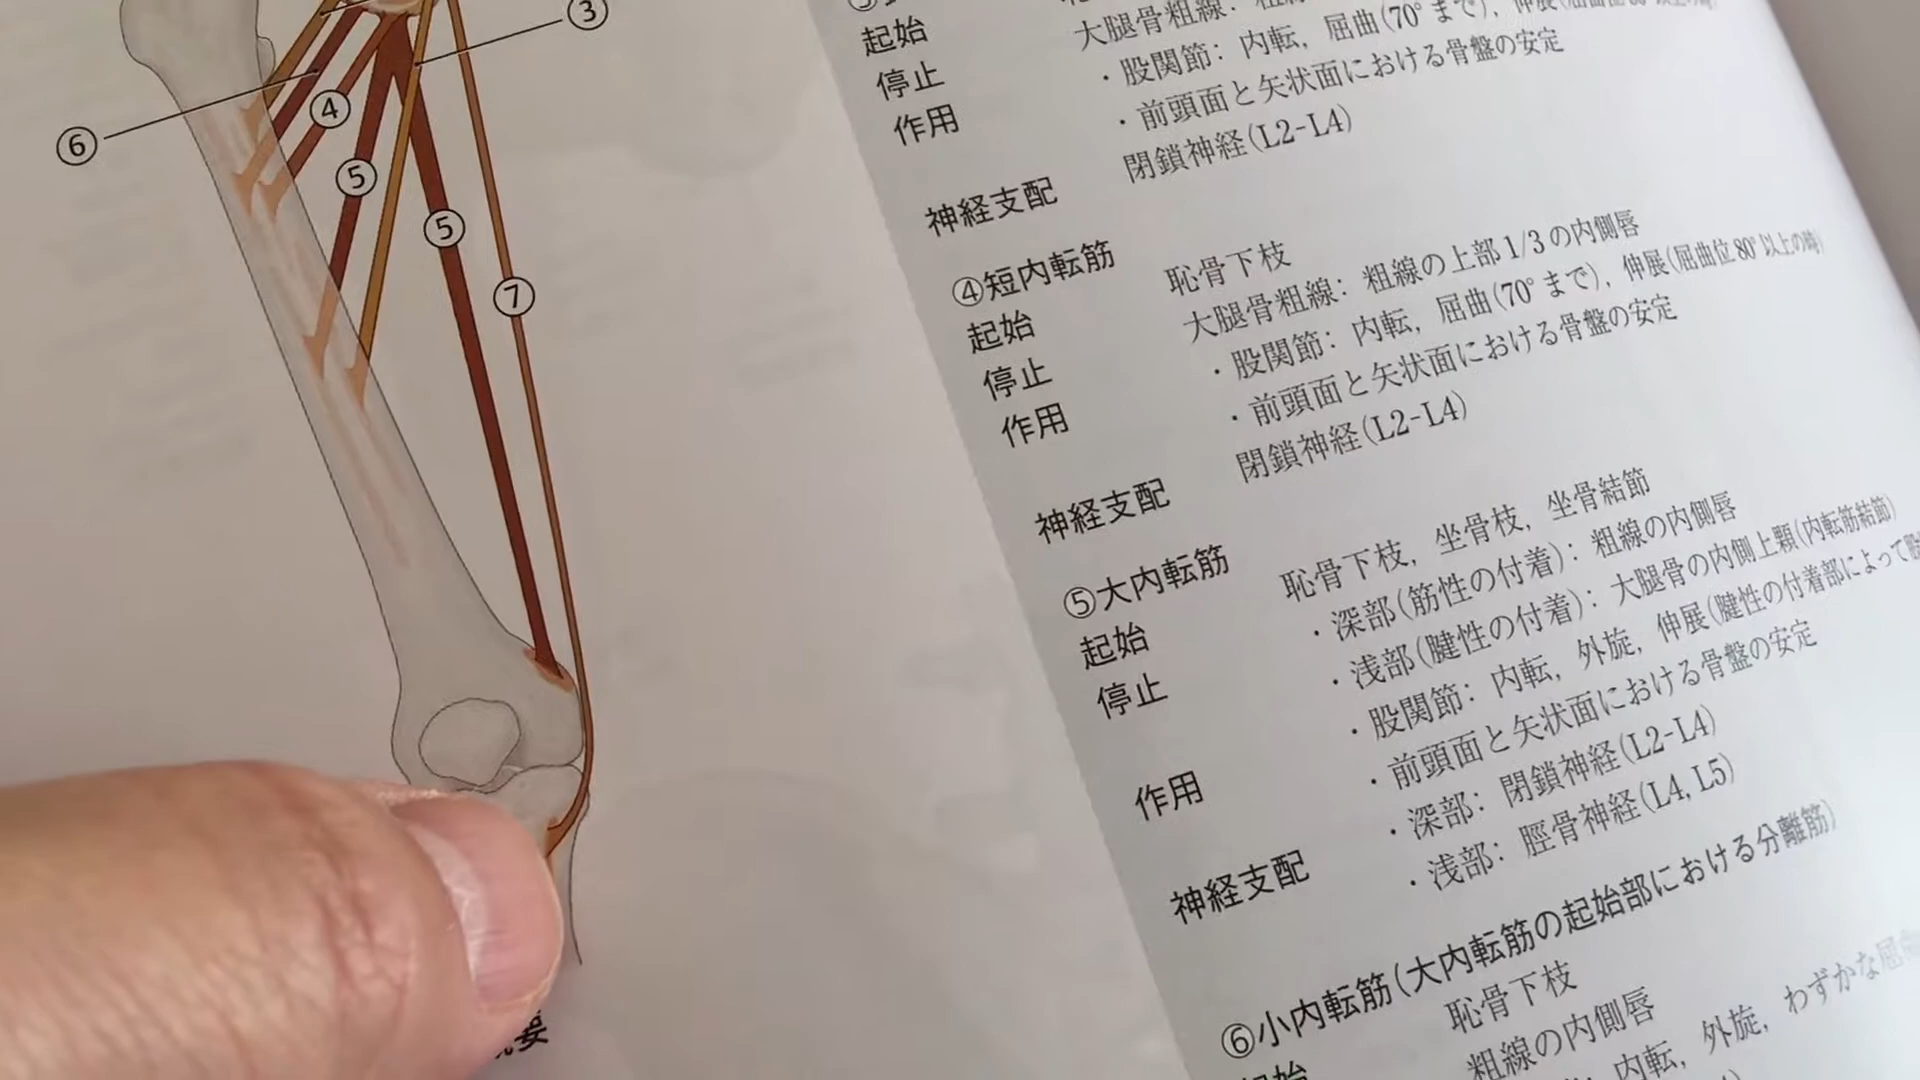 ③
⑥
④
⑤
⑤
⑦
起始
大腿骨粗線:
停止
・股関節: 内転, 屈曲(70°まで),
作用
・前頭面と矢状面における骨盤の安定
神経支配
閉鎖神経(L2-L4)
④短内転筋
起始
恥骨下枝
停止
大腿骨粗線: 粗線の上部1/3の内側唇
作用
・股関節: 内転, 屈曲(70°まで), 伸展(屈曲位80°以上の時)
・前頭面と矢状面における骨盤の安定
神経支配
閉鎖神経(L2-L4)
⑤大内転筋
起始
恥骨下枝, 坐骨枝, 坐骨結節
停止
・深部(筋性の付着): 粗線の内側唇
・浅部(腱性の付着): 大腿骨の内側上顆(内転筋結節)
作用
・股関節: 内転, 外旋, 伸展(腱性の付着部によって
・前頭面と矢状面における骨盤の安定
神経支配
・深部: 閉鎖神経(L2-L4)
・浅部: 脛骨神経(L4, L5)
⑥小内転筋(大内転筋の起始部における分離筋)
起始
恥骨下枝
粗線の内側唇
内転, 外旋, わずかな屈
要